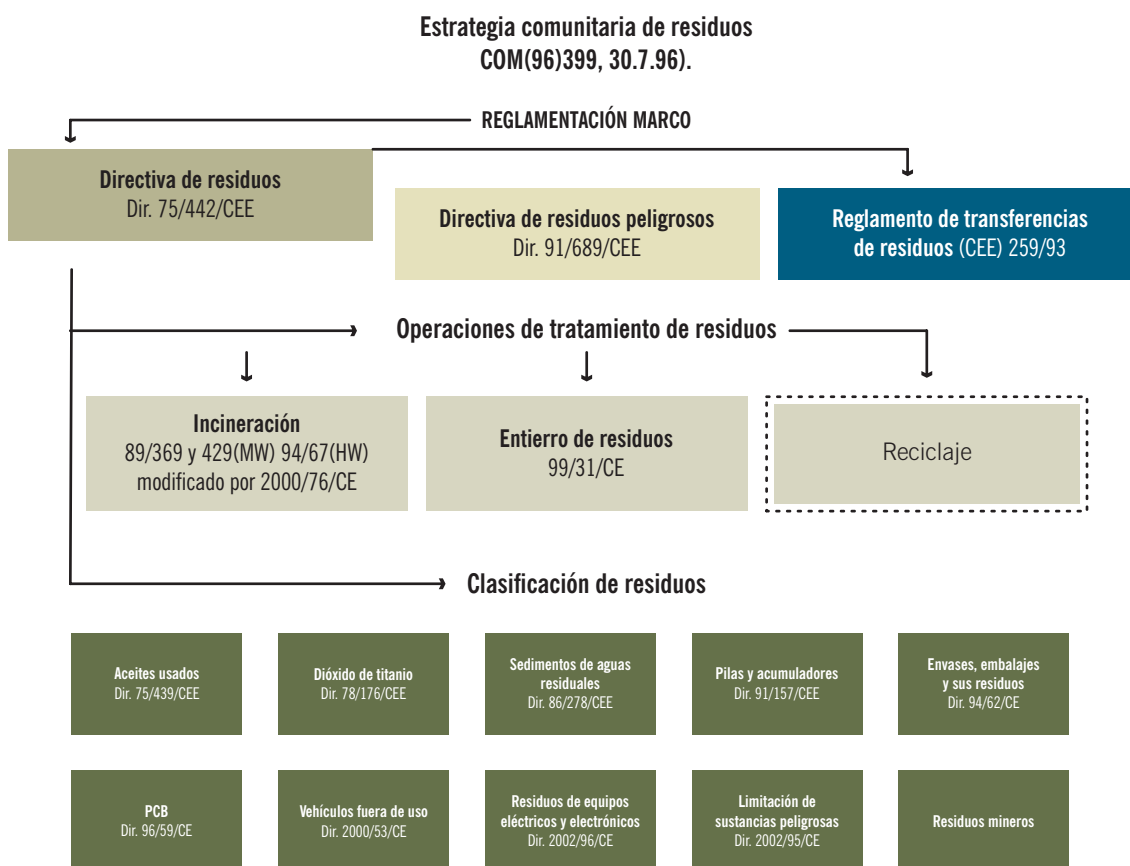 Estrategia comunitaria de residuos
COM(96)399, 30.7.96).
REGLAMENTACIÓN MARCO
Directiva de residuos
Dir. 75/442/CEE
Directiva de residuos peligrosos
Dir. 91/689/CEE
Reglamento de transferencias
de residuos (CEE) 259/93
Operaciones de tratamiento de residuos
Incineración
89/369 y 429(MW) 94/67(HW)
modificado por 2000/76/CE
Entierro de residuos
99/31/CE
Reciclaje
Clasificación de residuos
Aceites usados
Dir. 75/439/CEE
Dióxido de titanio
Dir. 78/176/CEE
Sedimentos de aguas
residuales
Dir. 86/278/CEE
Pilas y acumuladores
Dir. 91/157/CEE
Envases, embalajes
y sus residuos
Dir. 94/62/CE
PCB
Dir. 96/59/CE
Vehículos fuera de uso
Dir. 2000/53/CE
Residuos de equipos
eléctricos y electrónicos
Dir. 2002/96/CE
Limitación de
sustancias peligrosas
Dir. 2002/95/CE
Residuos mineros